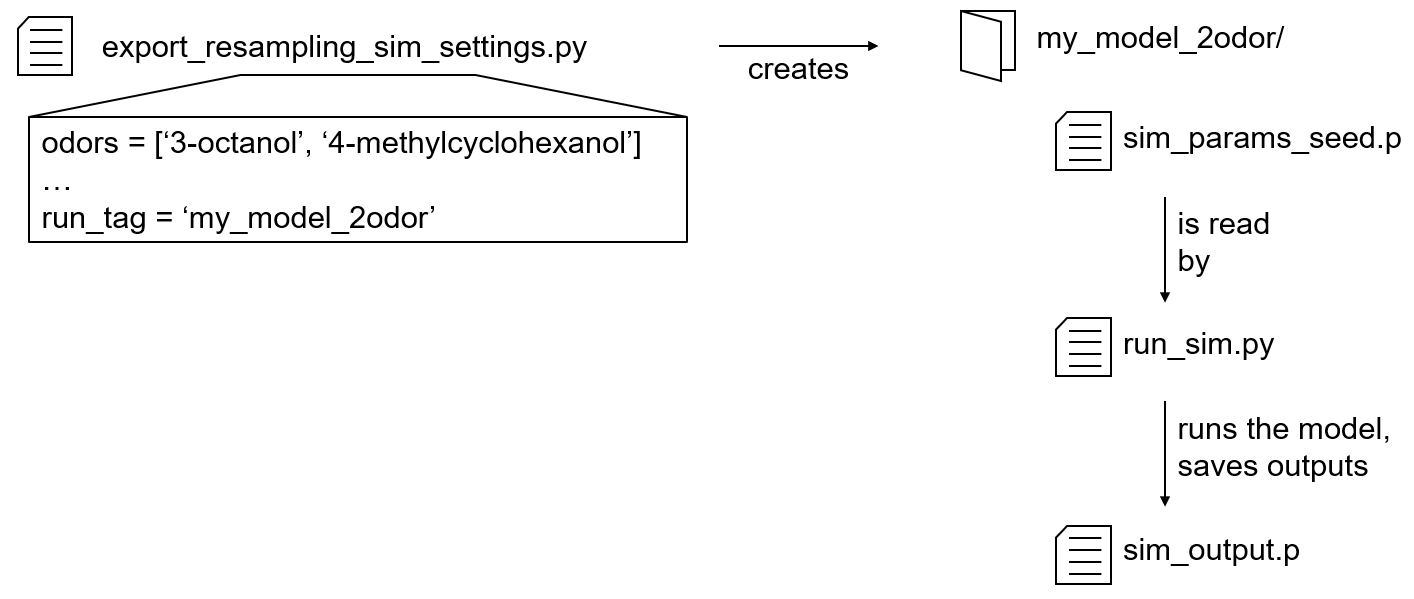 export_resampling_sim_settings.py
odors = [‘3-octanol’, ‘4-methylcyclohexanol’]
…
run_tag = ‘my_model_2odor’
creates
my_model_2odor/
sim_params_seed.p
is read
by
run_sim.py
runs the model,
saves outputs
sim_output.p